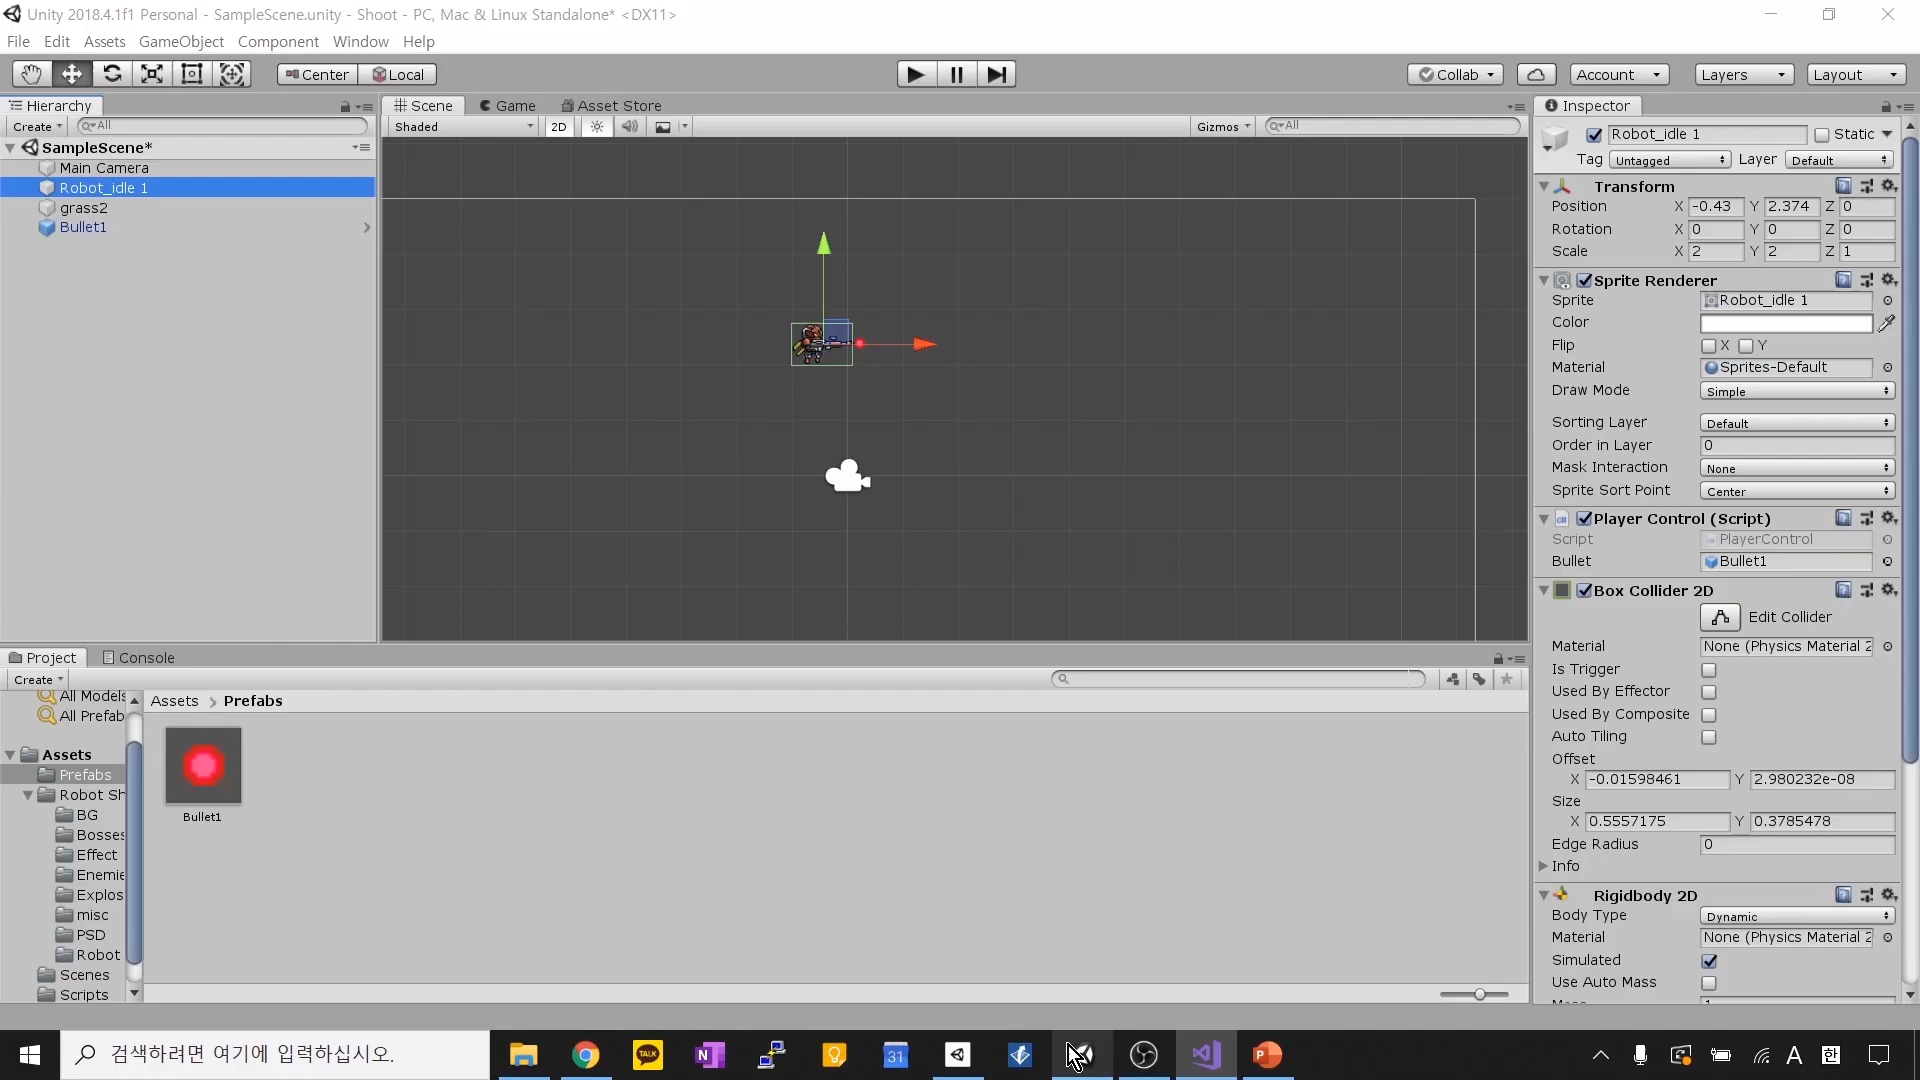 Unity 2018.4.1f1 Personal - SampleScene.unity - Shoot - PC, Mac & Linux Standalone* <DX11>
File Edit Assets GameObject Component Window Help
Center Local Collab Account Layers Layout
Hierarchy
Create All
SampleScene*
Main Camera
Robot_idle 1
grass2
Bullet1
Scene Game Asset Store
Shaded 2D Gizmos All
Inspector
Robot_idle 1 Static
Tag Untagged Layer Default
Transform
Position X -0.43 Y 2.374 Z 0
Rotation X 0 Y 0 Z 0
Scale X 2 Y 2 Z 1
Sprite Renderer
Sprite Robot_idle 1
Color
Flip X Y
Material Sprites-Default
Draw Mode Simple
Sorting Layer Default
Order in Layer 0
Mask Interaction None
Sprite Sort Point Center
Player Control (Script)
Script PlayerControl
Bullet Bullet1
Box Collider 2D
Edit Collider
Material None (Physics Material 2
Is Trigger
Used By Effector
Used By Composite
Auto Tiling
Offset
X -0.01598461 Y 2.980232e-08
Size
X 0.5557175 Y 0.3785478
Edge Radius 0
Info
Rigidbody 2D
Body Type Dynamic
Material None (Physics Material 2
Simulated
Use Auto Mass
Project Console
Create
All Models
All Prefab
Assets
Prefabs
Robot Sh
BG
Bosses
Effect
Enemie
Explos
misc
PSD
Robot
Scenes
Scripts
Assets > Prefabs
Bullet1
검색하려면 여기에 입력하십시오.
TALK
N
31
P
A 한